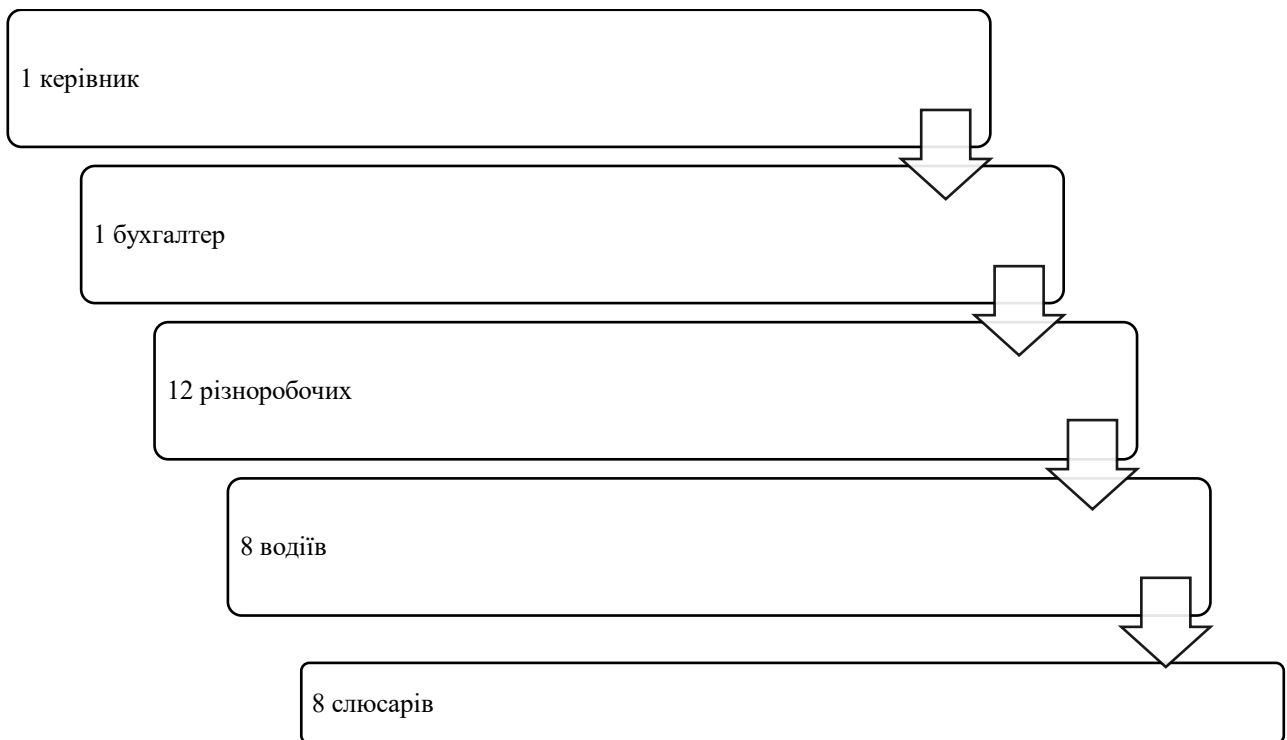 1 керівник
1 бухгалтер
12 різноробочих
8 водіїв
8 слюсарів